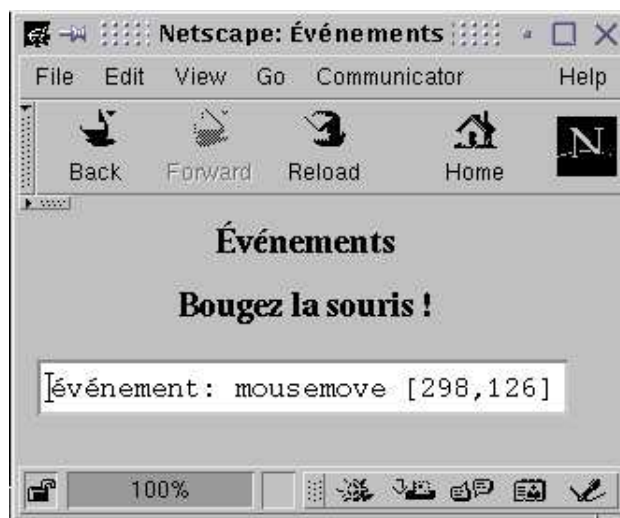 Netscape: Événements
File Edit View Go Communicator Help
Back Forward Reload Home N
Événements
Bougez la souris !
événement: mousemove [298,126]
100%